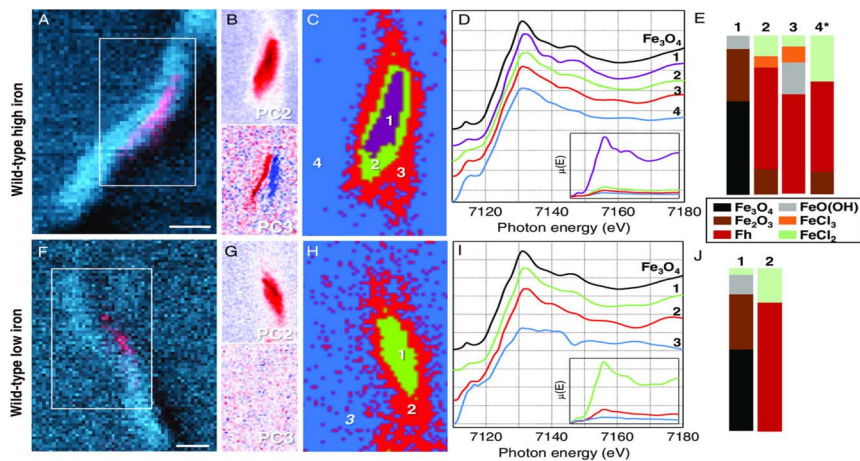 Wild-type high iron
A
B
PC2
PC3
C
1
2
3
4
D
Fe3O4
1
2
3
4
μ(E)
7120 7140 7160 7180
Photon energy (eV)
E
1 2 3 4*
Fe3O4 FeO(OH)
Fe2O3 FeCl3
Fh FeCl2
Wild-type low iron
F
G
PC2
PC3
H
1
2
3
I
Fe3O4
1
2
3
μ(E)
7120 7140 7160 7180
Photon energy (eV)
J
1 2